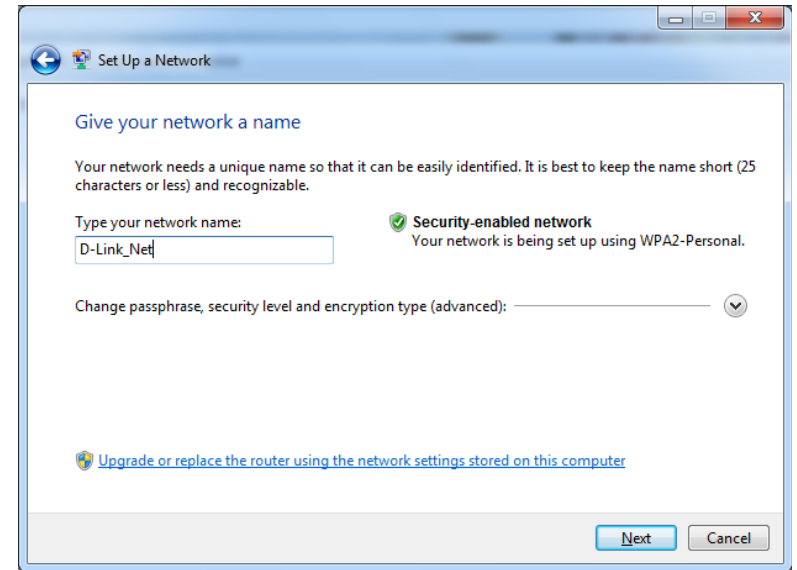 Set Up a Network
Give your network a name
Your network needs a unique name so that it can be easily identified. It is best to keep the name short (25
characters or less) and recognizable.
Type your network name:
D-Link_Net
Security-enabled network
Your network is being set up using WPA2-Personal.
Change passphrase, security level and encryption type (advanced):
Upgrade or replace the router using the network settings stored on this computer
Next
Cancel